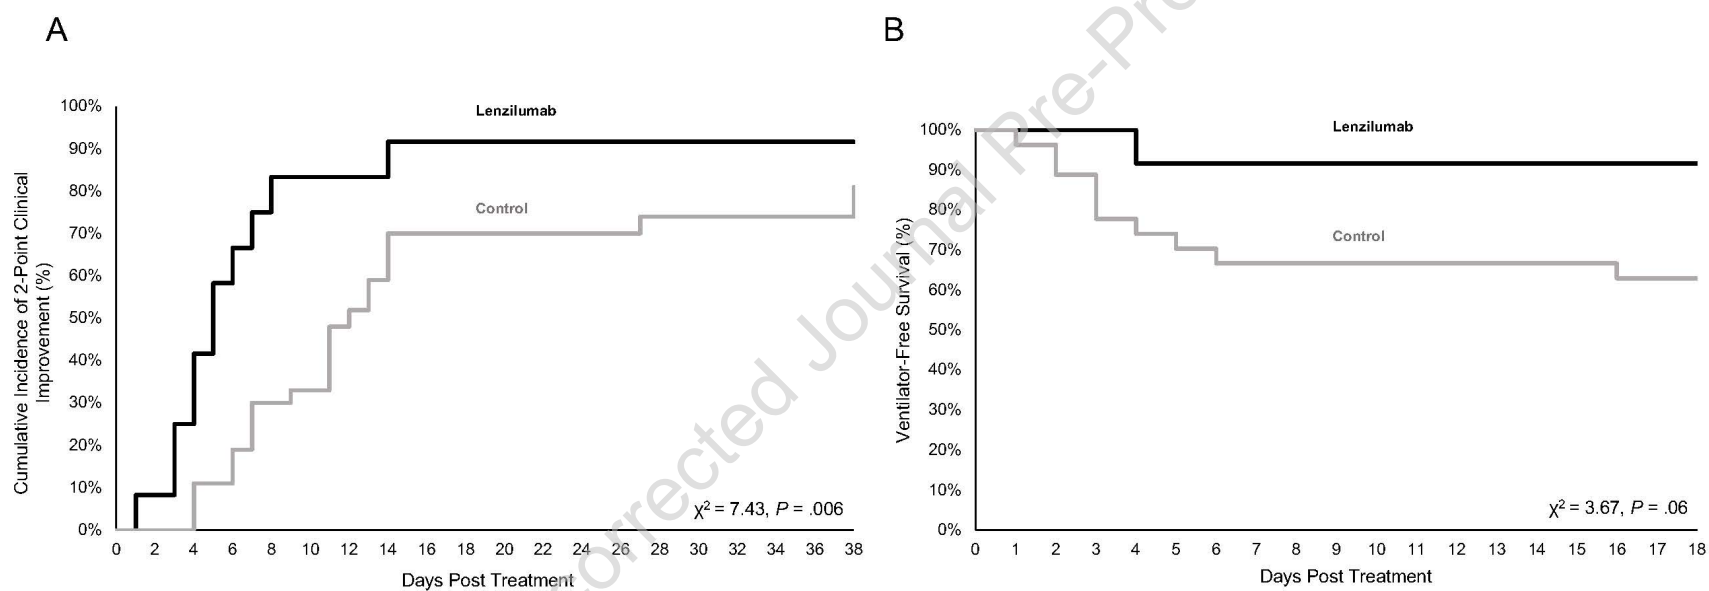 A
B
Cumulative Incidence of 2-Point Clinical
Improvement (%)
100%
90%
80%
70%
60%
50%
40%
30%
20%
10%
0%
Lenzilumab
Control
χ² = 7.43, P = .006
0 2 4 6 8 10 12 14 16 18 20 22 24 26 28 30 32 34 36 38
Days Post Treatment
Ventilator-Free Survival (%)
100%
90%
80%
70%
60%
50%
40%
30%
20%
10%
0%
Lenzilumab
Control
χ² = 3.67, P = .06
0 1 2 3 4 5 6 7 8 9 10 11 12 13 14 15 16 17 18
Days Post Treatment
orrected Journal Pre-Pro